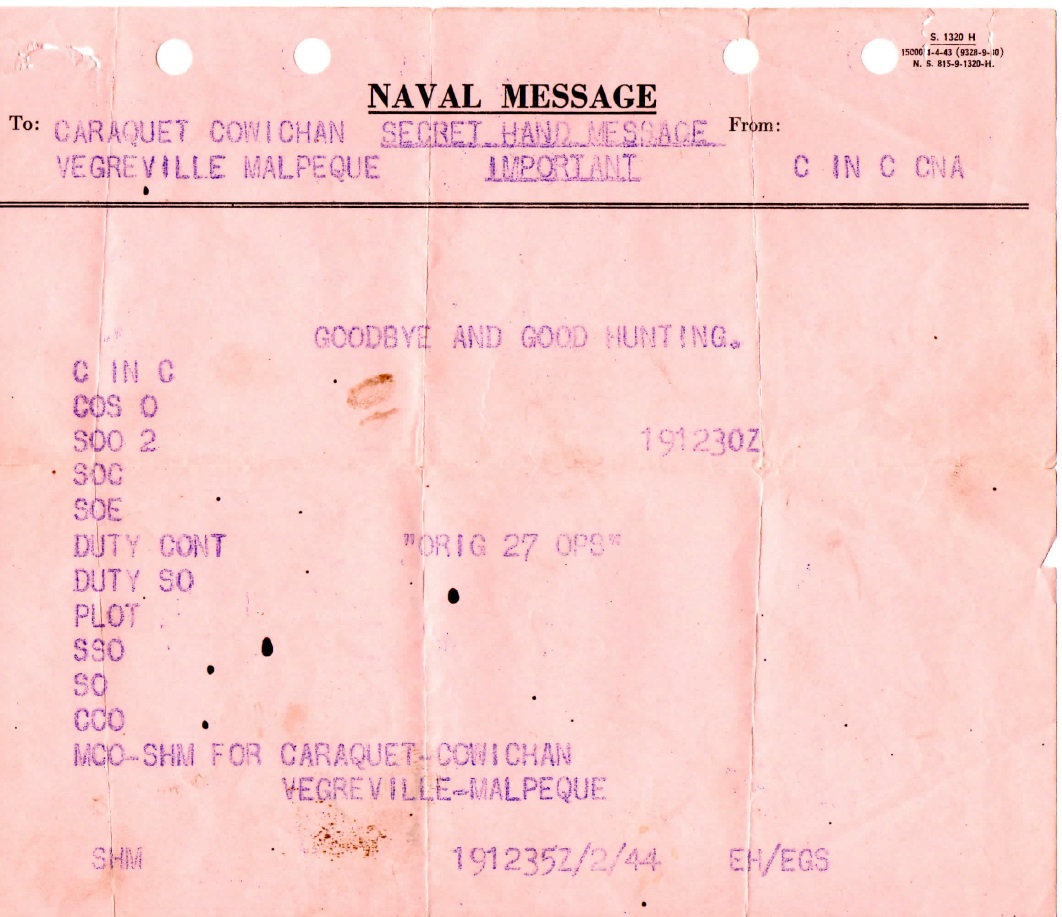 S. 1320 H
15000 1-4-43 (9328-9-10)
N. S. 815-9-1320-H.
NAVAL MESSAGE
To: CARAQUET COWICHAN SECRET HAND MESSAGE From:
VEGREVILLE MALPEQUE IMPORTANT C IN C CNA
GOODBYE AND GOOD HUNTING.
C IN C
COS O
SOO 2 191230Z
SOC
SOE
DUTY CONT "ORIG 27 OPS"
DUTY SO
PLOT
SSO
SO
CCO
MCO-SHM FOR CARAQUET-COWICHAN
VEGREVILLE-MALPEQUE
SHM 191235Z/2/44 EH/EGS